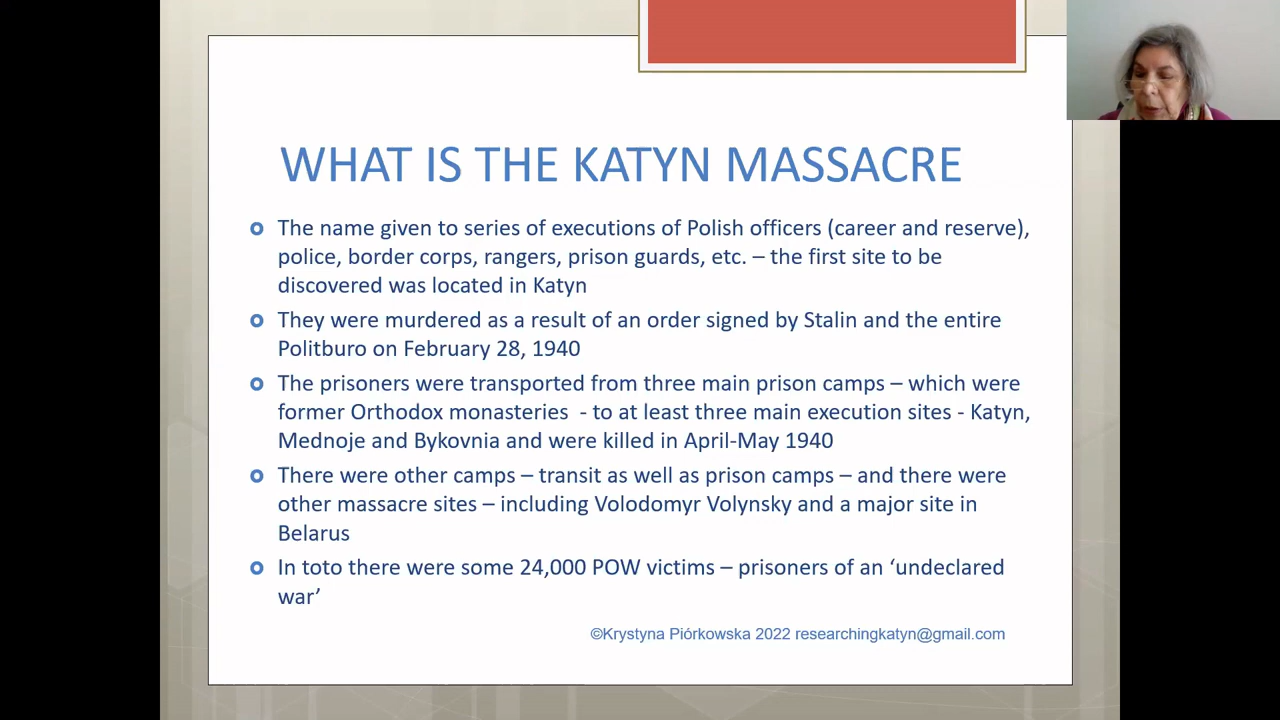 WHAT IS THE KATYN MASSACRE
The name given to series of executions of Polish officers (career and reserve),
police, border corps, rangers, prison guards, etc. – the first site to be
discovered was located in Katyn
They were murdered as a result of an order signed by Stalin and the entire
Politburo on February 28, 1940
The prisoners were transported from three main prison camps – which were
former Orthodox monasteries - to at least three main execution sites - Katyn,
Mednoje and Bykovnia and were killed in April-May 1940
There were other camps – transit as well as prison camps – and there were
other massacre sites – including Volodomyr Volynsky and a major site in
Belarus
In toto there were some 24,000 POW victims – prisoners of an ‘undeclared
war’
©Krystyna Piórkowska 2022 researchingkatyn@gmail.com